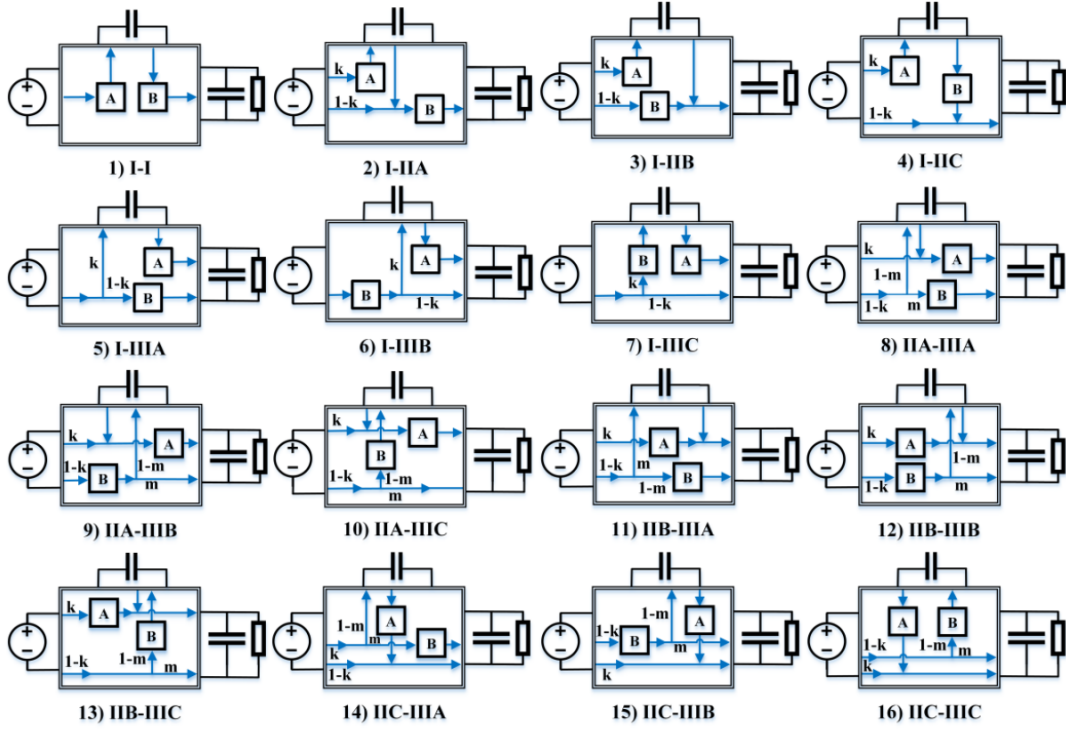 A
B
1) I-I
k
A
1-k
B
2) I-IIA
k
A
1-k
B
3) I-IIB
k
A
B
1-k
4) I-IIC
A
k
1-k
B
5) I-IIIA
A
k
B
1-k
6) I-IIIB
B
A
k
1-k
7) I-IIIC
k
A
1-m
B
1-k
m
8) IIA-IIIA
k
A
1-k
B
1-m
m
9) IIA-IIIB
k
A
B
1-k
1-m
m
10) IIA-IIIC
k
A
1-k
m
B
1-m
11) IIB-IIIA
k
A
1-k
B
1-m
m
12) IIB-IIIB
k
A
B
1-k
1-m
m
13) IIB-IIIC
A
1-m
m
B
k
1-k
14) IIC-IIIA
1-m
A
1-k
B
m
k
15) IIC-IIIB
A
B
1-k
1-m
m
k
16) IIC-IIIC